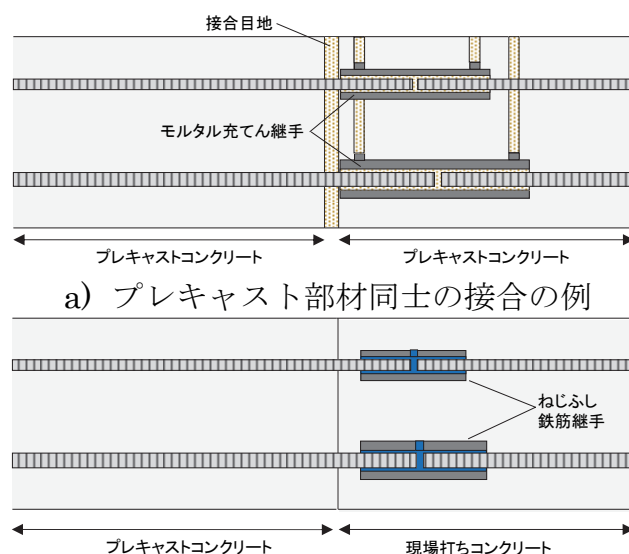 接合目地
モルタル充てん継手
プレキャストコンクリート
プレキャストコンクリート
a) プレキャスト部材同士の接合の例
ねじふし
鉄筋継手
プレキャストコンクリート
現場打ちコンクリート